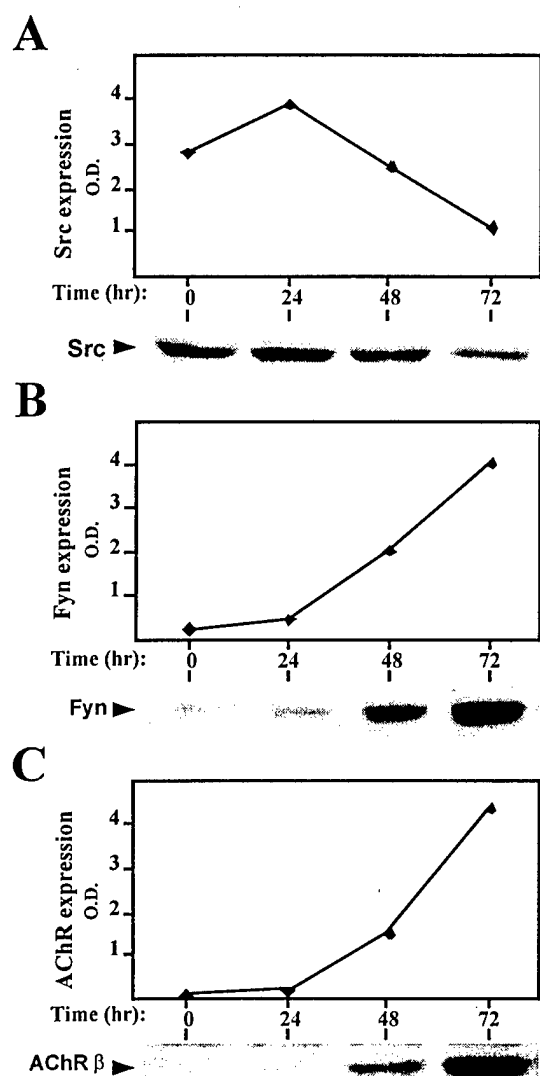 A
Src expression
O.D.
4
3
2
1
Time (hr): 0 24 48 72
Src
B
Fyn expression
O.D.
4
3
2
1
Time (hr): 0 24 48 72
Fyn
C
AChR expression
O.D.
4
3
2
1
Time (hr): 0 24 48 72
AChR β